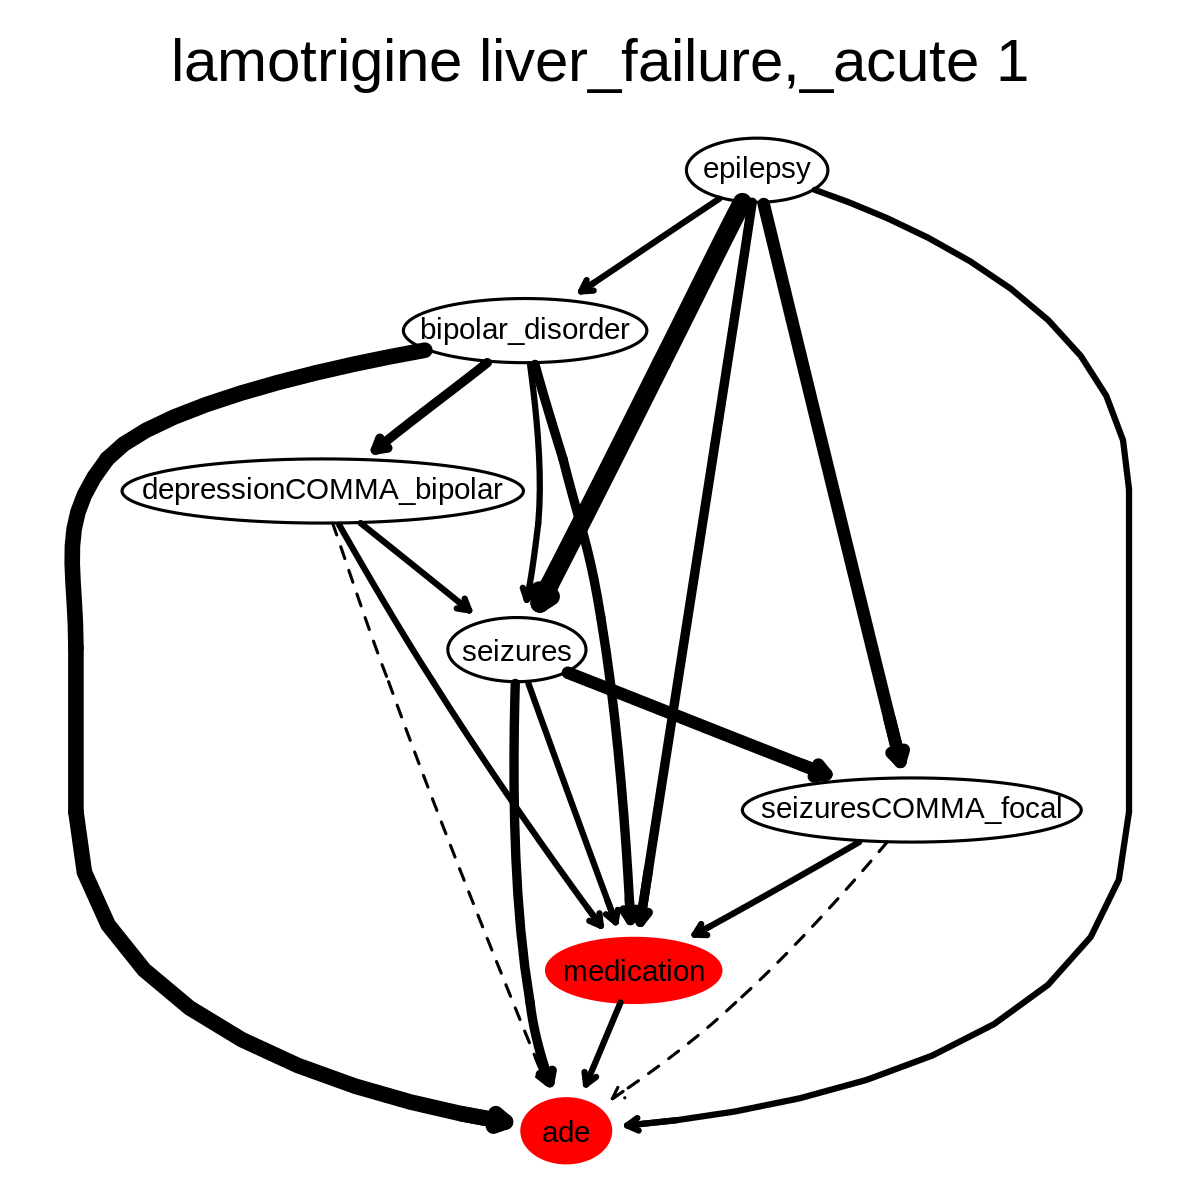 lamotrigine liver_failure,_acute 1
epilepsy
bipolar_disorder
depressionCOMMA_bipolar
seizures
seizuresCOMMA_focal
medication
ade